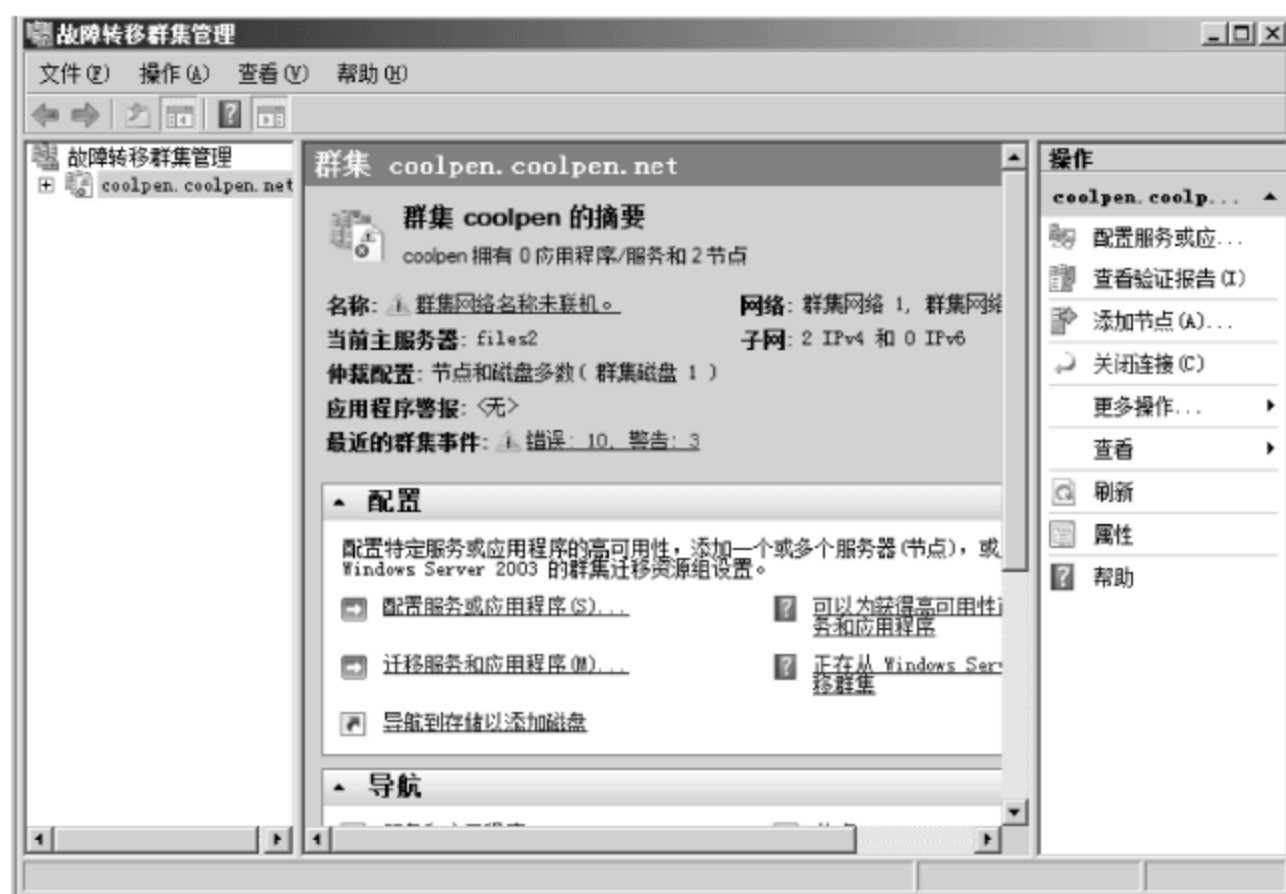 故障转移群集管理
文件(F) 操作(A) 查看(V) 帮助(H)
故障转移群集管理
coolpen.coolpen.net
群集 coolpen.coolpen.net
群集 coolpen 的摘要
coolpen 拥有 0 应用程序/服务和 2 节点
名称: 群集网络名称未联机。
网络: 群集网络 1, 群集网络
当前主服务器: files2
子网: 2 IPv4 和 0 IPv6
仲裁配置: 节点和磁盘多数( 群集磁盘 1 )
应用程序警报: <无>
最近的群集事件: 错误: 10, 警告: 3
配置
配置特定服务或应用程序的高可用性，添加一个或多个服务器(节点)，或
Windows Server 2003 的群集迁移资源组设置。
配置服务或应用程序(S)...
可以为获得高可用性
务和应用程序
迁移服务和应用程序(M)...
正在从 Windows Ser
移群集
导航到存储以添加磁盘
导航
操作
coolpen.coolp...
配置服务或应...
查看验证报告(I)
添加节点(A)...
关闭连接(C)
更多操作...
查看
刷新
属性
帮助